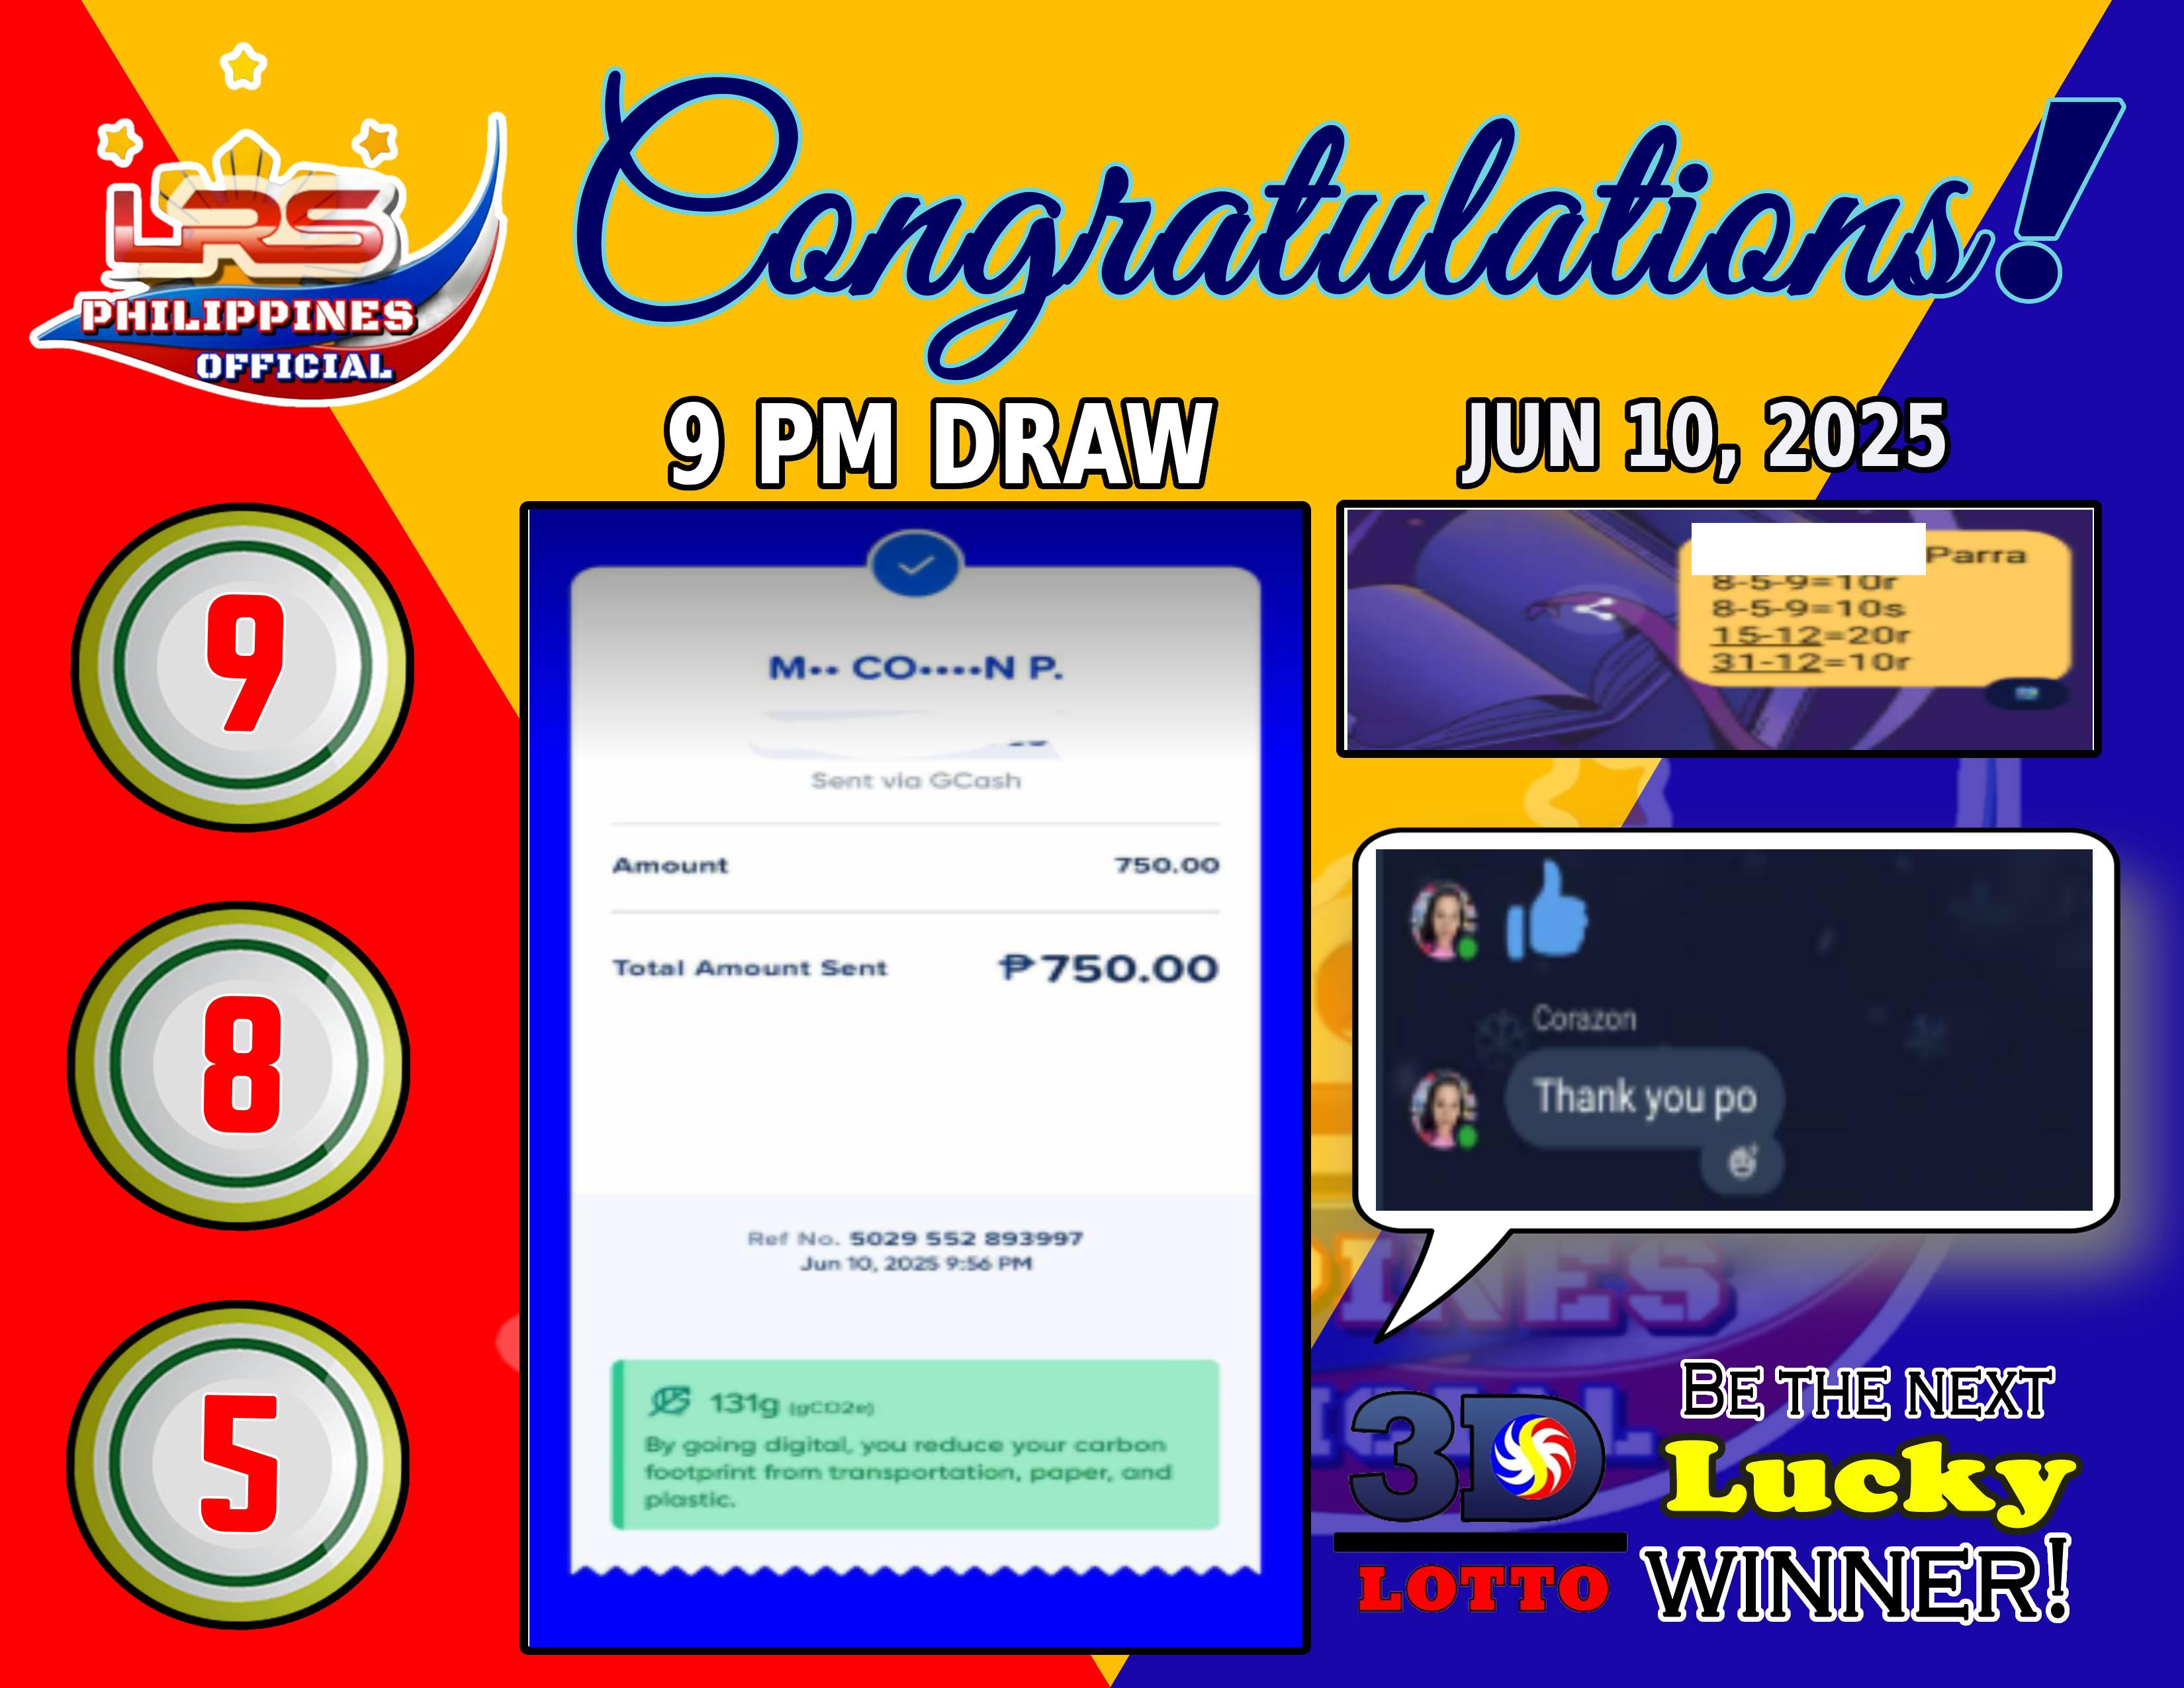 LRS
PHILIPPINES
OFFICIAL
Congratulations!
9 PM DRAW
JUN 10, 2025
9
8
5
M•• CO•••••N P.
Sent via GCash
Amount 750.00
Total Amount Sent ₱750.00
Ref No. 5029 552 893997
Jun 10, 2025 9:56 PM
131g (gCO2e)
By going digital, you reduce your carbon
footprint from transportation, paper, and
plastic.
Parra
8-5-9=10r
8-5-9=10s
15-12=20r
31-12=10r
Corazon
Thank you po
3D
LOTTO
BE THE NEXT
Lucky
WINNER!